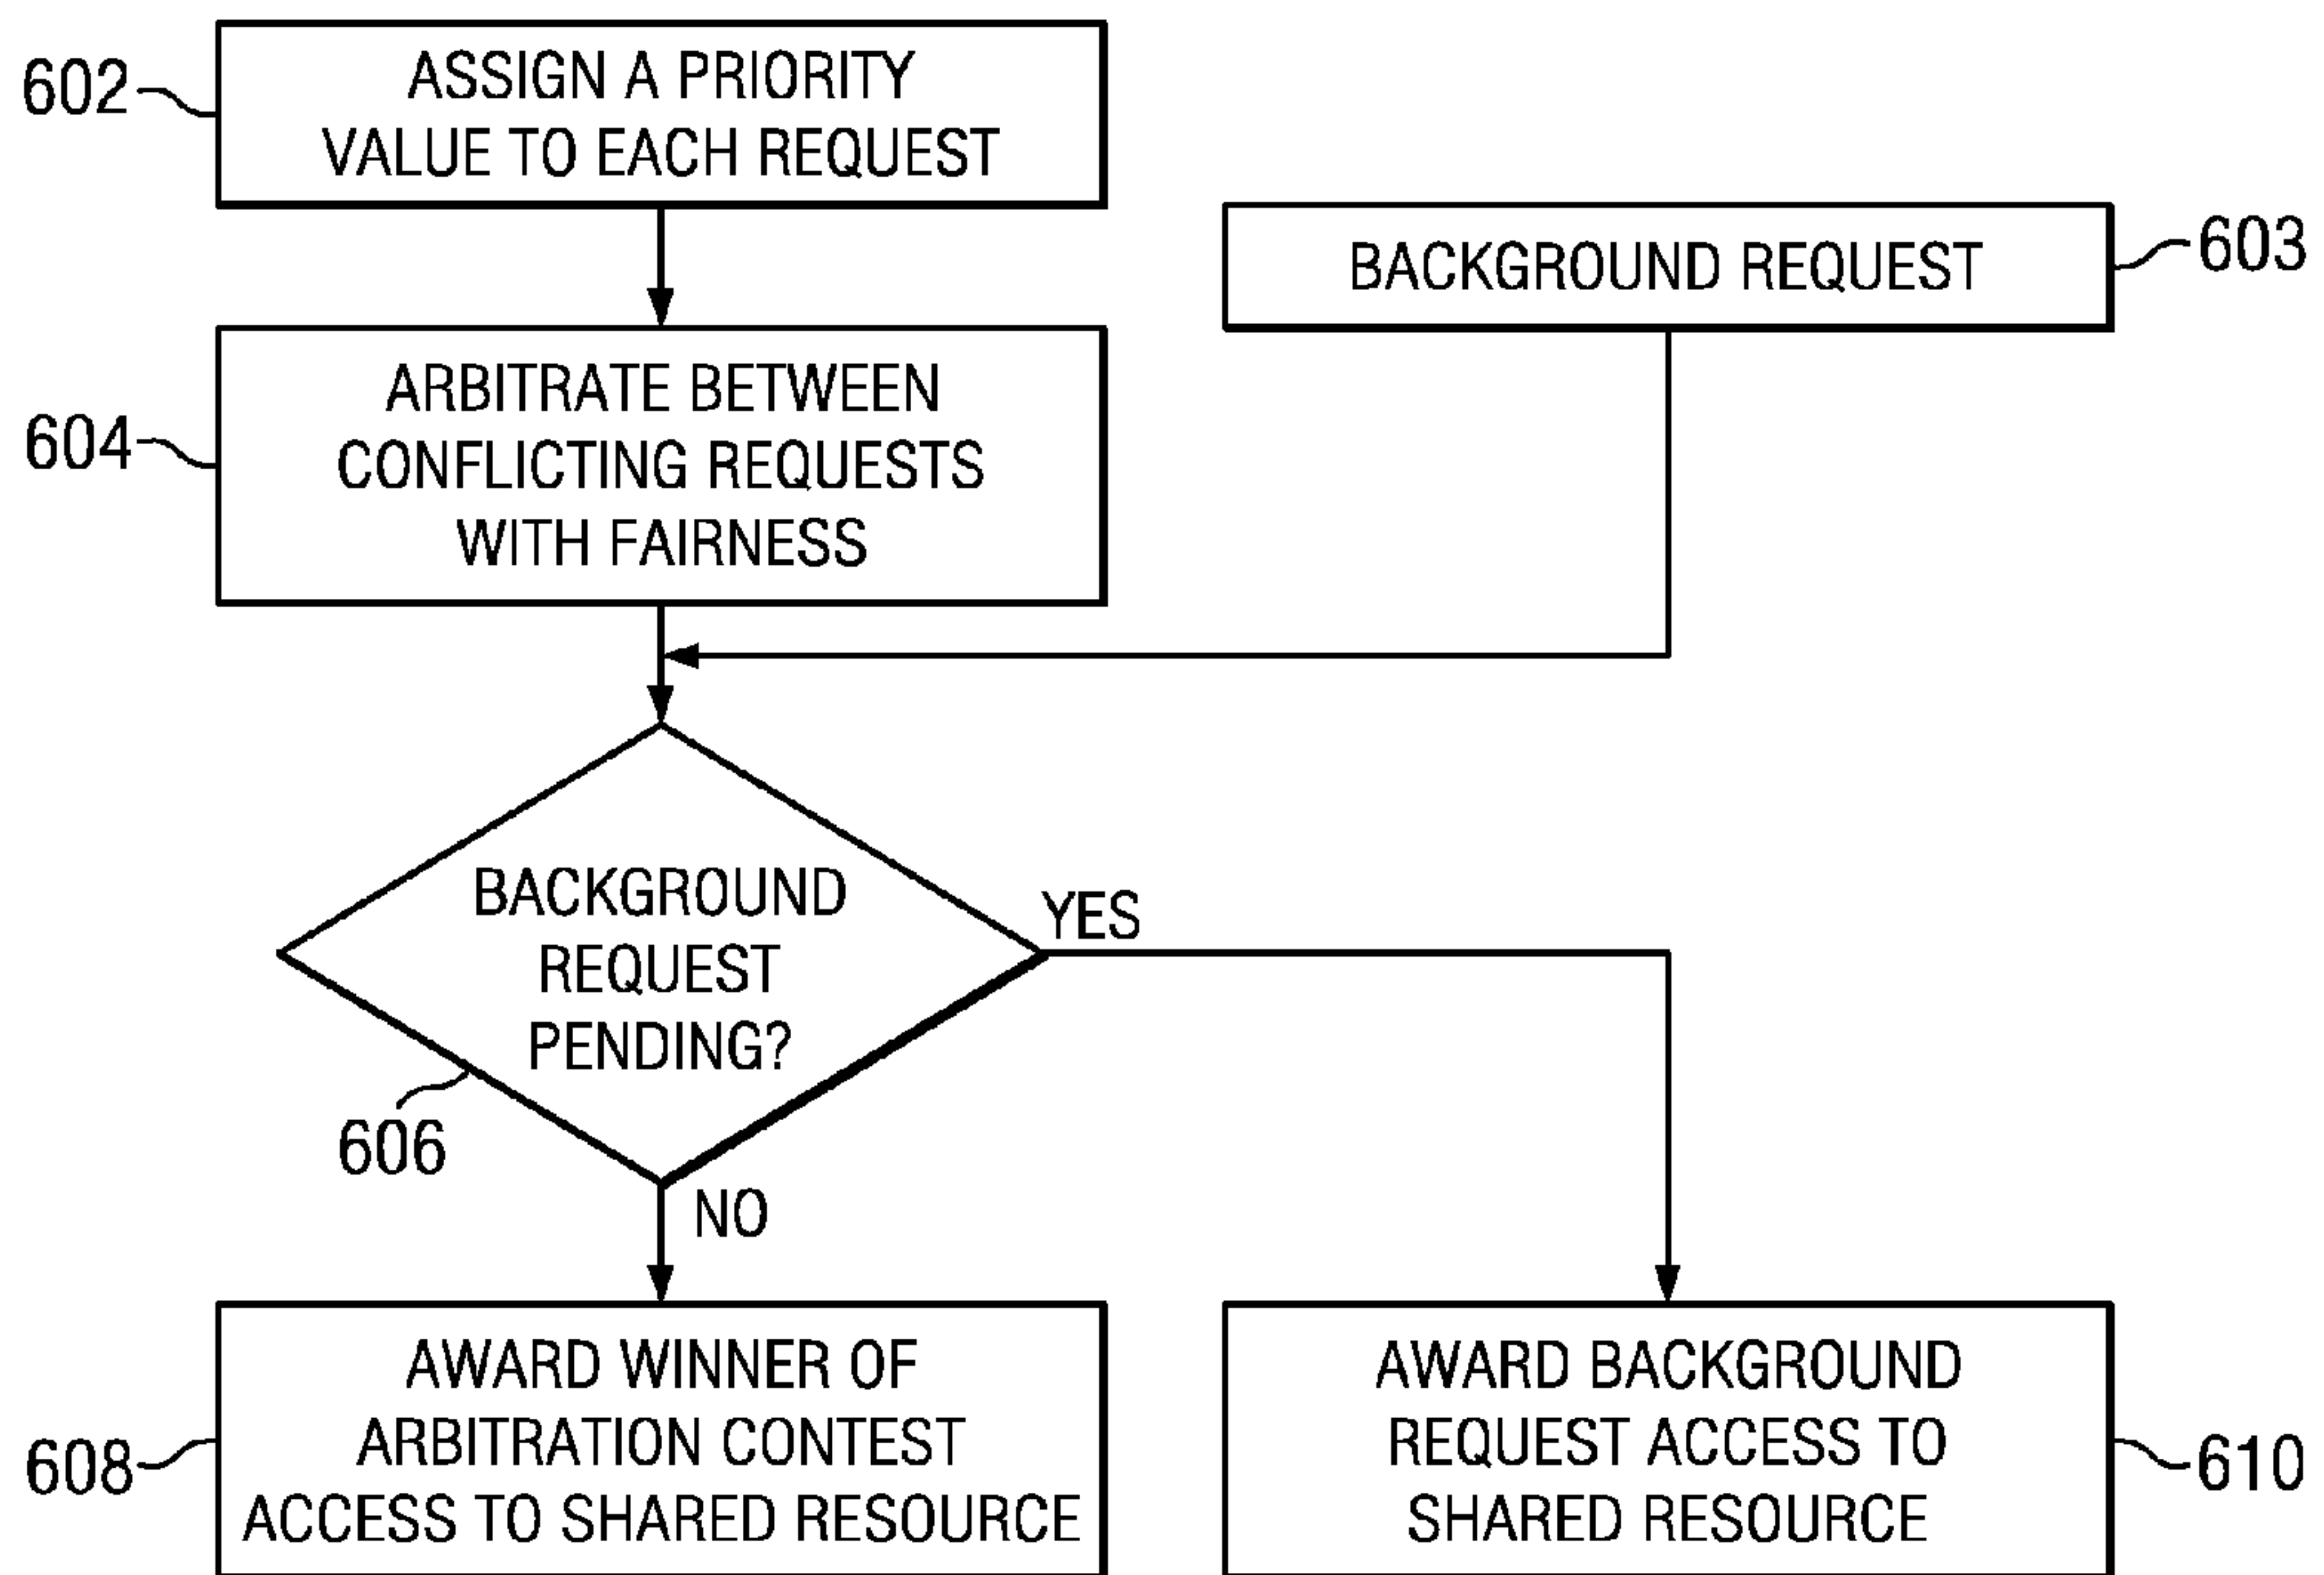 602
ASSIGN A PRIORITY
VALUE TO EACH REQUEST
BACKGROUND REQUEST
603
604
ARBITRATE BETWEEN
CONFLICTING REQUESTS
WITH FAIRNESS
BACKGROUND
REQUEST
PENDING?
YES
606
NO
608
AWARD WINNER OF
ARBITRATION CONTEST
ACCESS TO SHARED RESOURCE
AWARD BACKGROUND
REQUEST ACCESS TO
SHARED RESOURCE
610